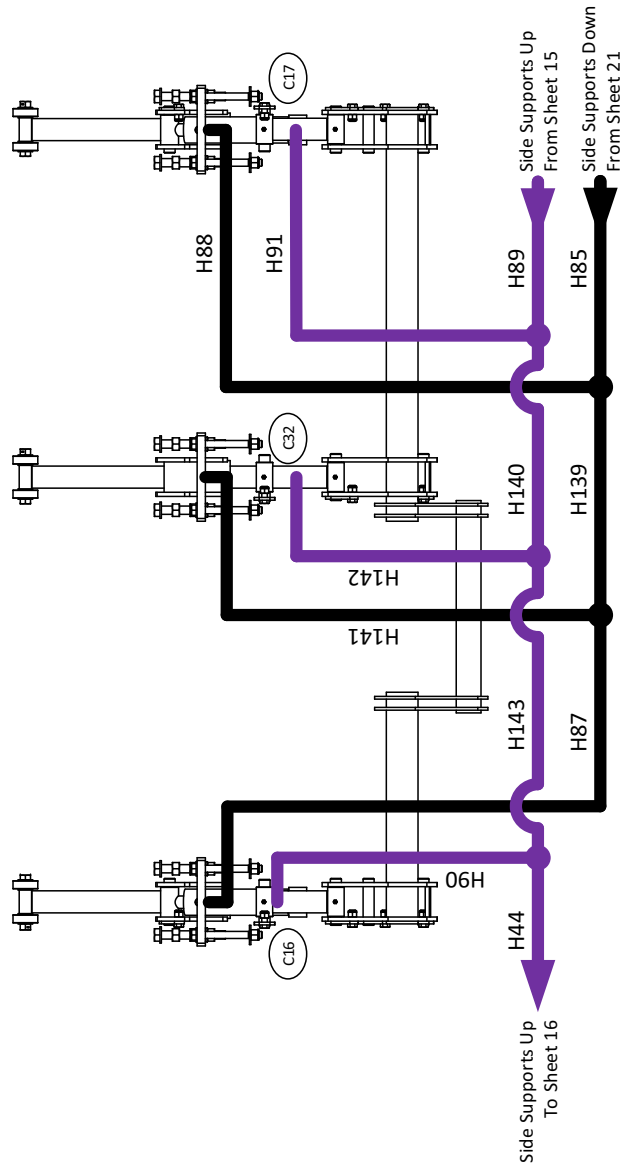 C17
H88
H91
Side Supports Up
From Sheet 15
H89
Side Supports Down
From Sheet 21
H85
C32
H140
H139
H142
H141
H143
H87
C16
H90
H44
Side Supports Up
To Sheet 16